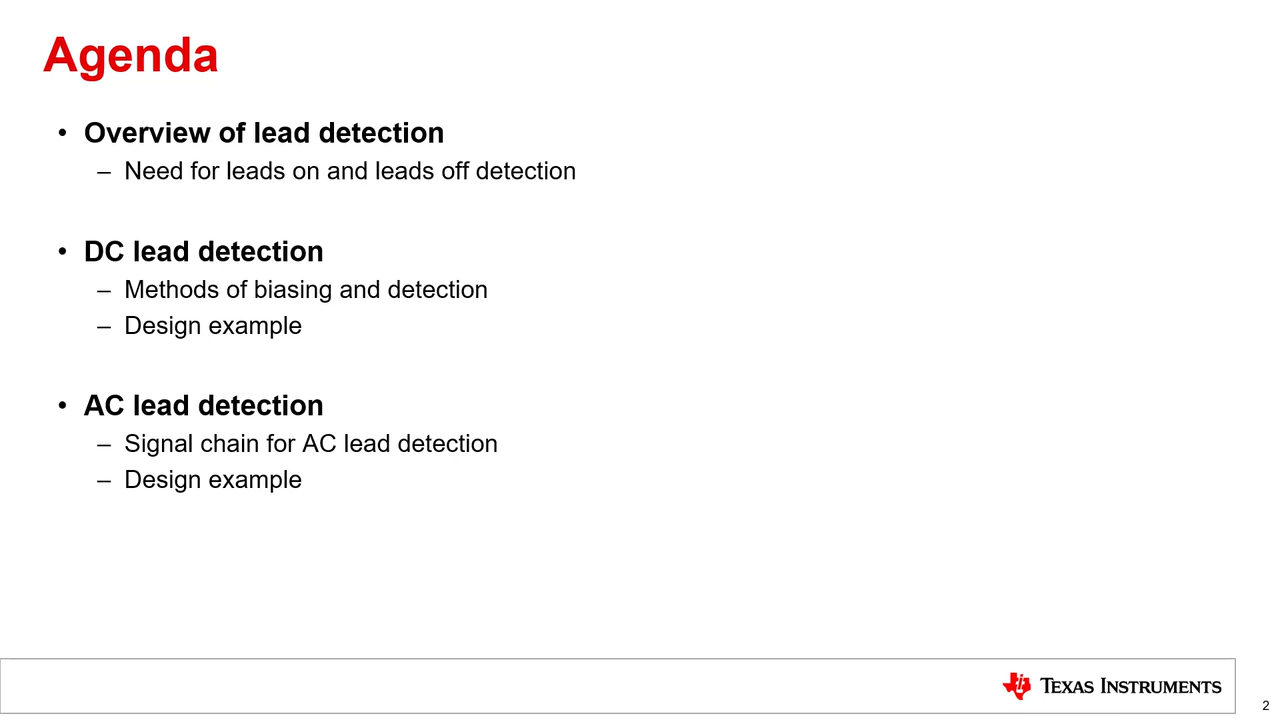 Agenda
• Overview of lead detection
– Need for leads on and leads off detection
• DC lead detection
– Methods of biasing and detection
– Design example
• AC lead detection
– Signal chain for AC lead detection
– Design example
TEXAS INSTRUMENTS
2